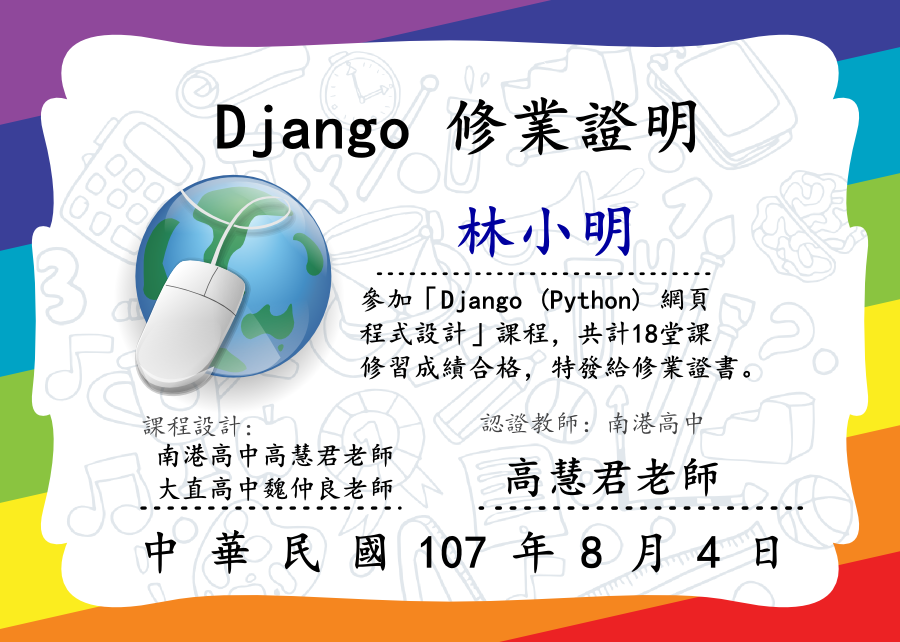 Django 修業證明
林小明
參加「Django (Python) 網頁
程式設計」課程, 共計18堂課
修習成績合格, 特發給修業證書。
課程設計:
南港高中高慧君老師
大直高中魏仲良老師
認證教師: 南港高中
高慧君老師
中 華 民 國 107 年 8 月 4 日